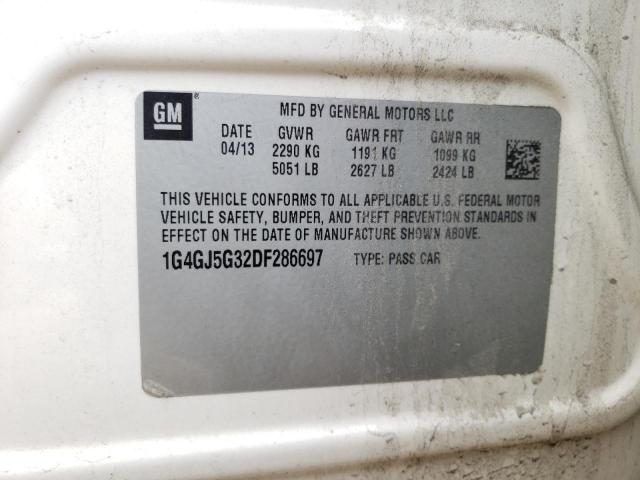 GM
MFD BY GENERAL MOTORS LLC
DATE GVWR GAWR FRT GAWR RR
04/13 2290 KG 1191 KG 1099 KG
5051 LB 2627 LB 2424 LB
THIS VEHICLE CONFORMS TO ALL APPLICABLE U.S. FEDERAL MOTOR
VEHICLE SAFETY, BUMPER, AND THEFT PREVENTION STANDARDS IN
EFFECT ON THE DATE OF MANUFACTURE SHOWN ABOVE.
1G4GJ5G32DF286697 TYPE: PASS CAR